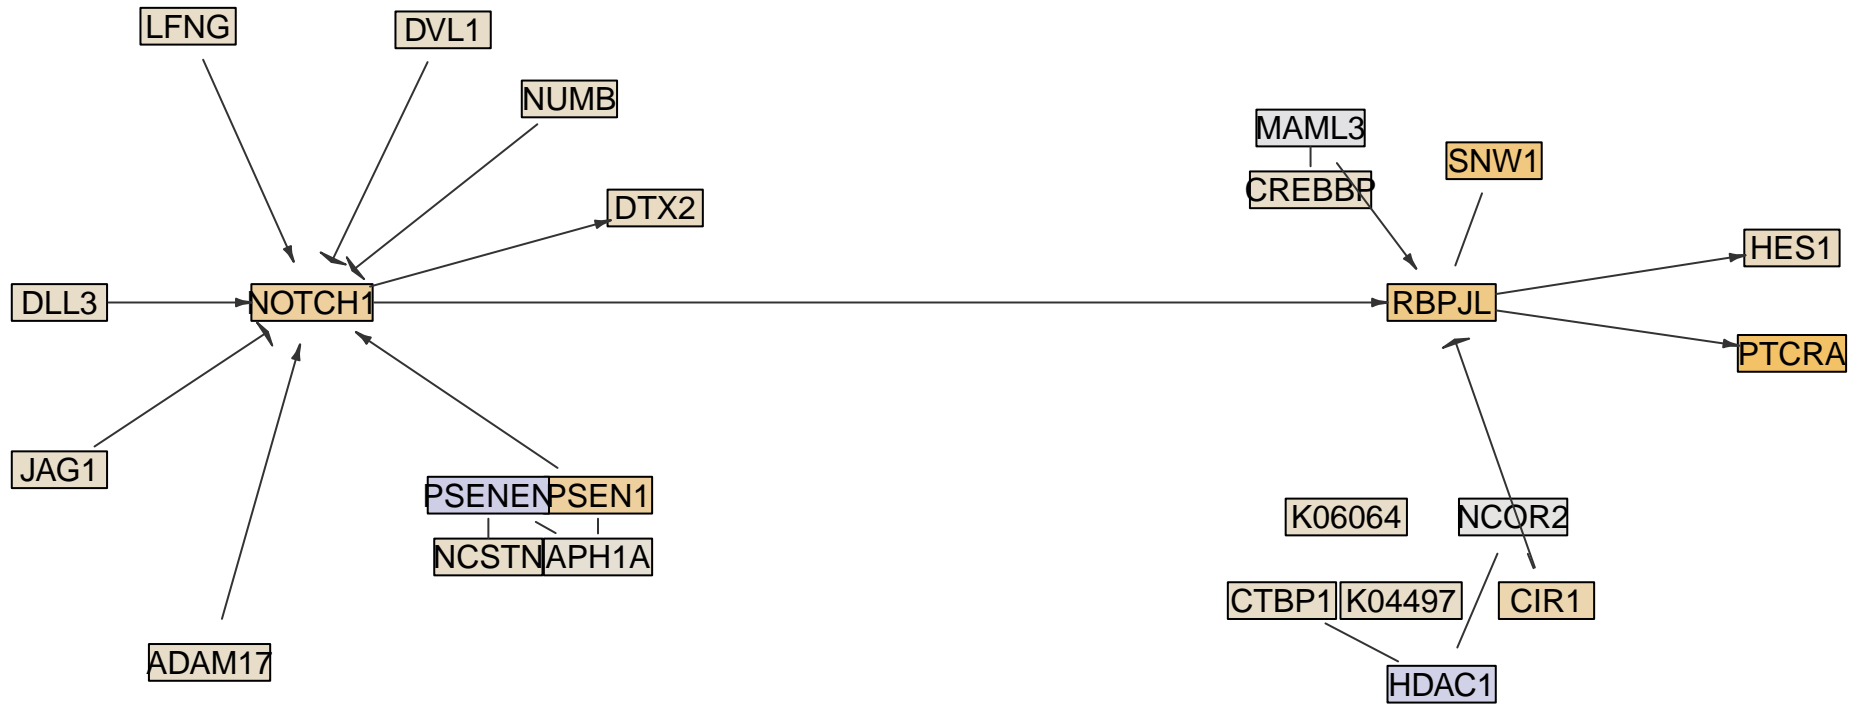 LFNG
DVL1
NUMB
MAML3
SNW1
CREBBP
DTX2
HES1
DLL3
NOTCH1
RBPJL
PTCRA
JAG1
PSENEN
PSEN1
K06064
NCOR2
NCSTN
APH1A
CTBP1
K04497
CIR1
ADAM17
HDAC1